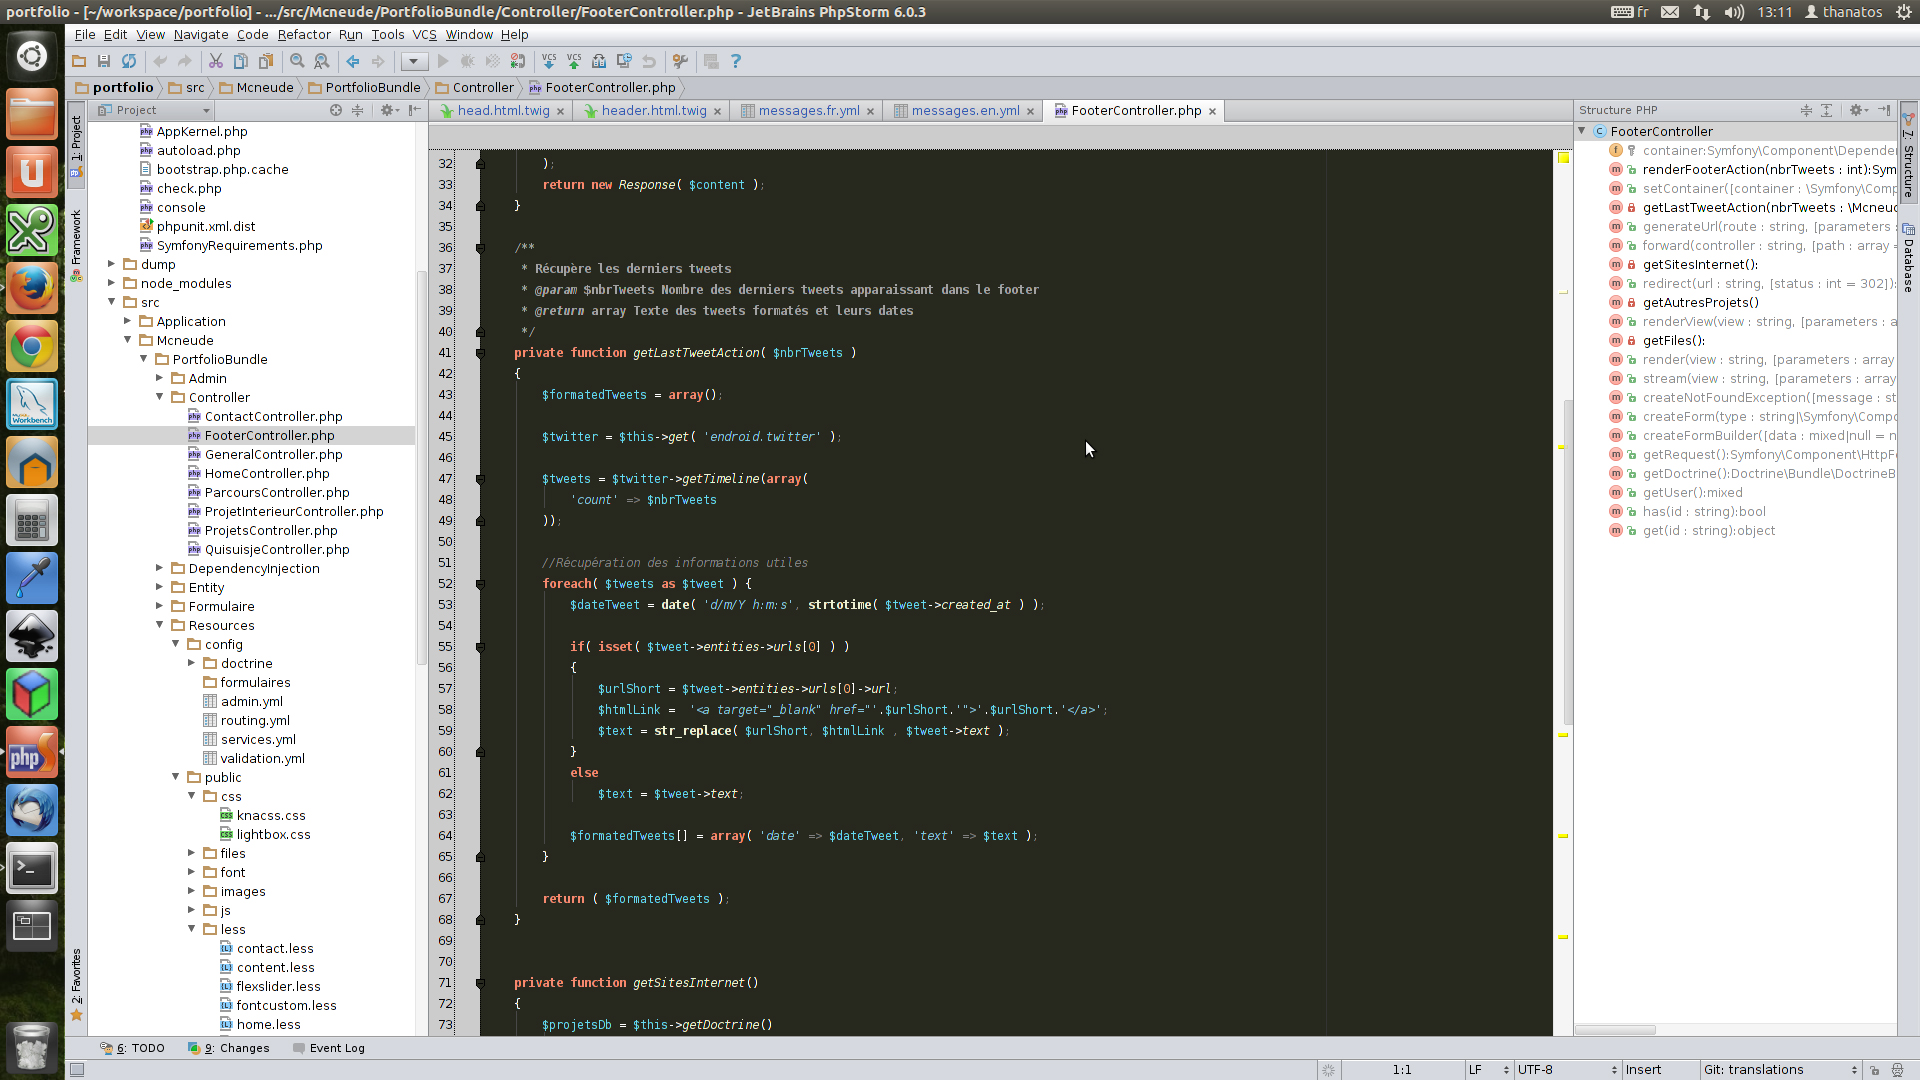 portfolio - [~/workspace/portfolio] - .../src/Mcneude/PortfolioBundle/Controller/FooterController.php - JetBrains PhpStorm 6.0.3
fr
13:11
thanatos
File Edit View Navigate Code Refactor Run Tools VCS Window Help
VCS VCS
portfolio src Mcneude PortfolioBundle Controller FooterController.php
Project
head.html.twig
header.html.twig
messages.fr.yml
messages.en.yml
FooterController.php
Structure PHP
1: Project
Framework
2: Favorites
AppKernel.php
autoload.php
bootstrap.php.cache
check.php
console
phpunit.xml.dist
SymfonyRequirements.php
dump
node_modules
src
Application
Mcneude
PortfolioBundle
Admin
Controller
ContactController.php
FooterController.php
GeneralController.php
HomeController.php
ParcoursController.php
ProjetInterieurController.php
ProjetsController.php
QuisuisjeController.php
DependencyInjection
Entity
Formulaire
Resources
config
doctrine
formulaires
admin.yml
routing.yml
services.yml
validation.yml
public
css
knacss.css
lightbox.css
files
font
images
js
less
contact.less
content.less
flexslider.less
fontcustom.less
home.less
32 );
33 return new Response( $content );
34 }
35
36 /**
37 * Récupère les derniers tweets
38 * @param $nbrTweets Nombre des derniers tweets apparaissant dans le footer
39 * @return array Texte des tweets formatés et leurs dates
40 */
41 private function getLastTweetAction( $nbrTweets )
42 {
43 $formatedTweets = array();
44
45 $twitter = $this->get( 'endroid.twitter' );
46
47 $tweets = $twitter->getTimeline(array(
48 'count' => $nbrTweets
49 ));
50
51 //Récupération des informations utiles
52 foreach( $tweets as $tweet ) {
53 $dateTweet = date( 'd/m/Y h:m:s', strtotime( $tweet->created_at ) );
54
55 if( isset( $tweet->entities->urls[0] ) )
56 {
57 $urlShort = $tweet->entities->urls[0]->url;
58 $htmlLink =  '<a target="_blank" href="'.$urlShort.'">'.$urlShort.'</a>';
59 $text = str_replace( $urlShort, $htmlLink , $tweet->text );
60 }
61 else
62 $text = $tweet->text;
63
64 $formatedTweets[] = array( 'date' => $dateTweet, 'text' => $text );
65 }
66
67 return ( $formatedTweets );
68 }
69
70
71 private function getSitesInternet()
72 {
73 $projetsDb = $this->getDoctrine()
FooterController
container:Symfony\Component\Depende
renderFooterAction(nbrTweets : int):Sym
setContainer([container : \Symfony\Comp
getLastTweetAction(nbrTweets : \Mcneud
generateUrl(route : string, [parameters :
forward(controller : string, [path : array =
getSitesInternet():
redirect(url : string, [status : int = 302]):
getAutresProjets()
renderView(view : string, [parameters : a
getFiles():
render(view : string, [parameters : array
stream(view : string, [parameters : array
createNotFoundException([message : st
createForm(type : string|\Symfony\Compo
createFormBuilder([data : mixed|null = n
getRequest():Symfony\Component\HttpFo
getDoctrine():Doctrine\Bundle\DoctrineB
getUser():mixed
has(id : string):bool
get(id : string):object
7: Structure
Database
6: TODO
9: Changes
Event Log
1:1
LF
UTF-8
Insert
Git: translations